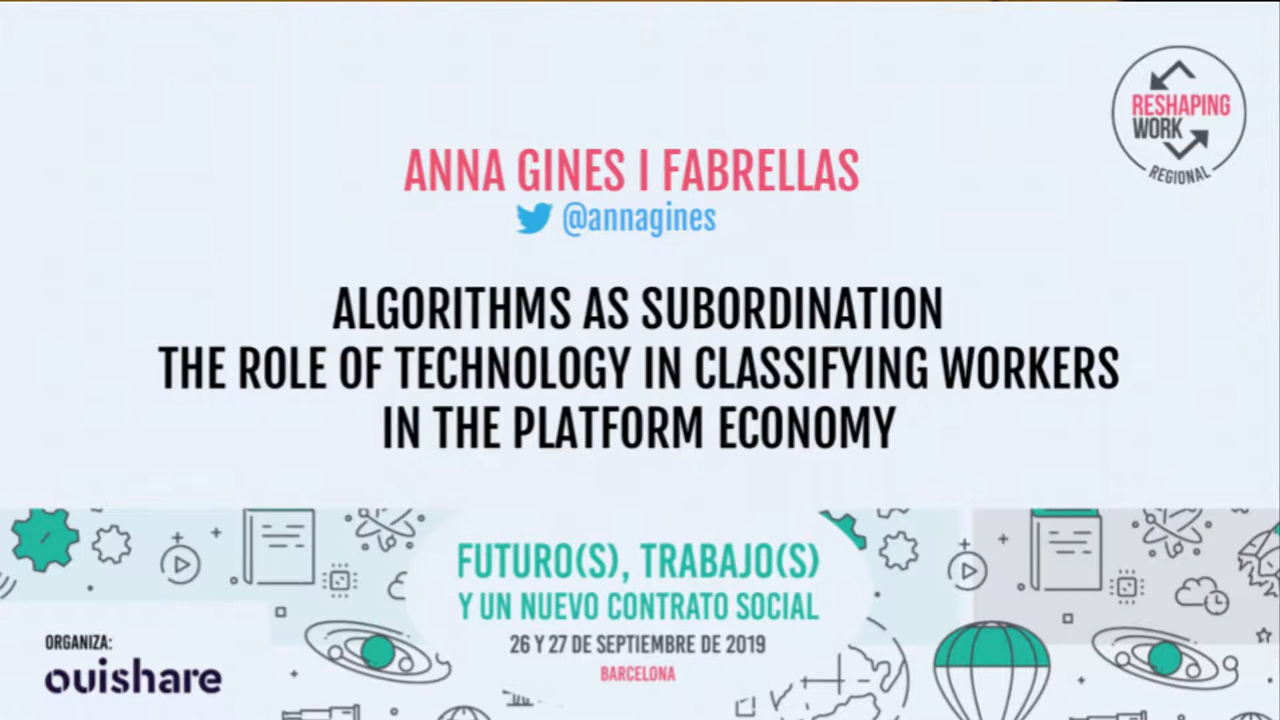 RESHAPING
WORK
REGIONAL
ANNA GINES I FABRELLAS
@annagines
ALGORITHMS AS SUBORDINATION
THE ROLE OF TECHNOLOGY IN CLASSIFYING WORKERS
IN THE PLATFORM ECONOMY
FUTURO(S), TRABAJO(S)
Y UN NUEVO CONTRATO SOCIAL
26 Y 27 DE SEPTIEMBRE DE 2019
BARCELONA
ORGANIZA:
ouishare